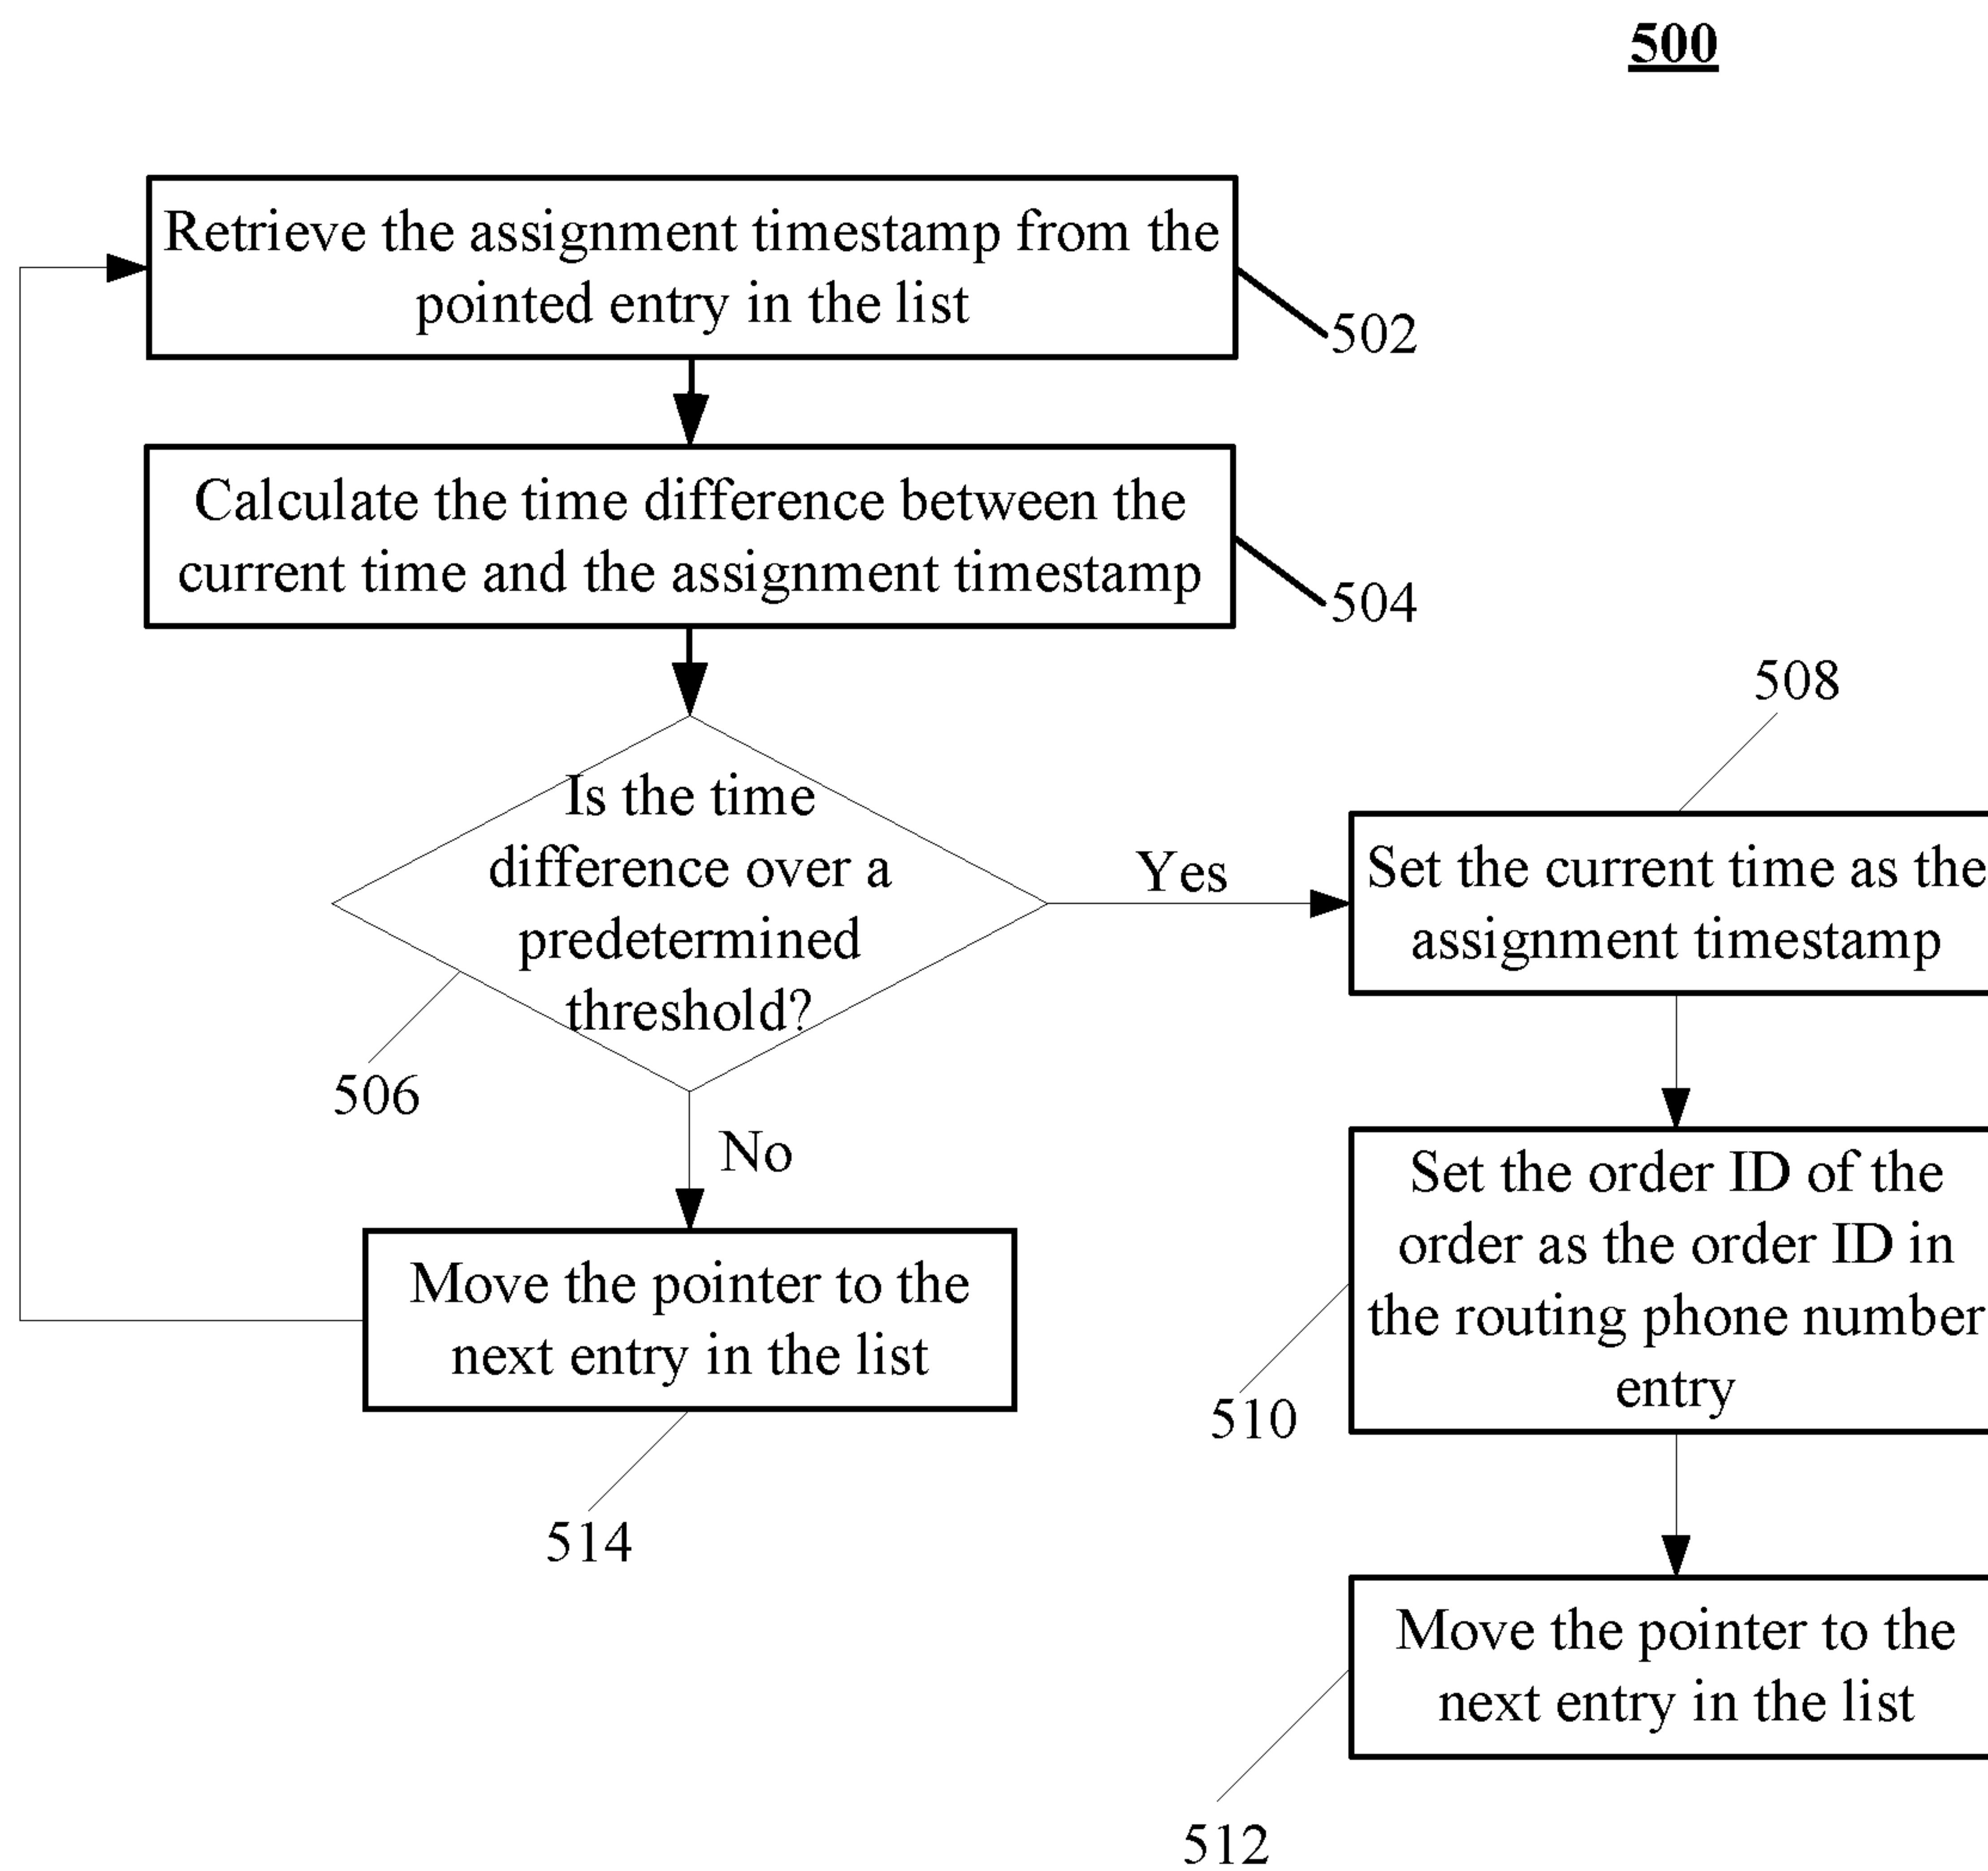 500
Retrieve the assignment timestamp from the
pointed entry in the list
502
Calculate the time difference between the
current time and the assignment timestamp
504
Is the time
difference over a
predetermined
threshold?
506
Yes
508
Set the current time as the
assignment timestamp
No
Set the order ID of the
order as the order ID in
the routing phone number
entry
510
Move the pointer to the
next entry in the list
514
Move the pointer to the
next entry in the list
512